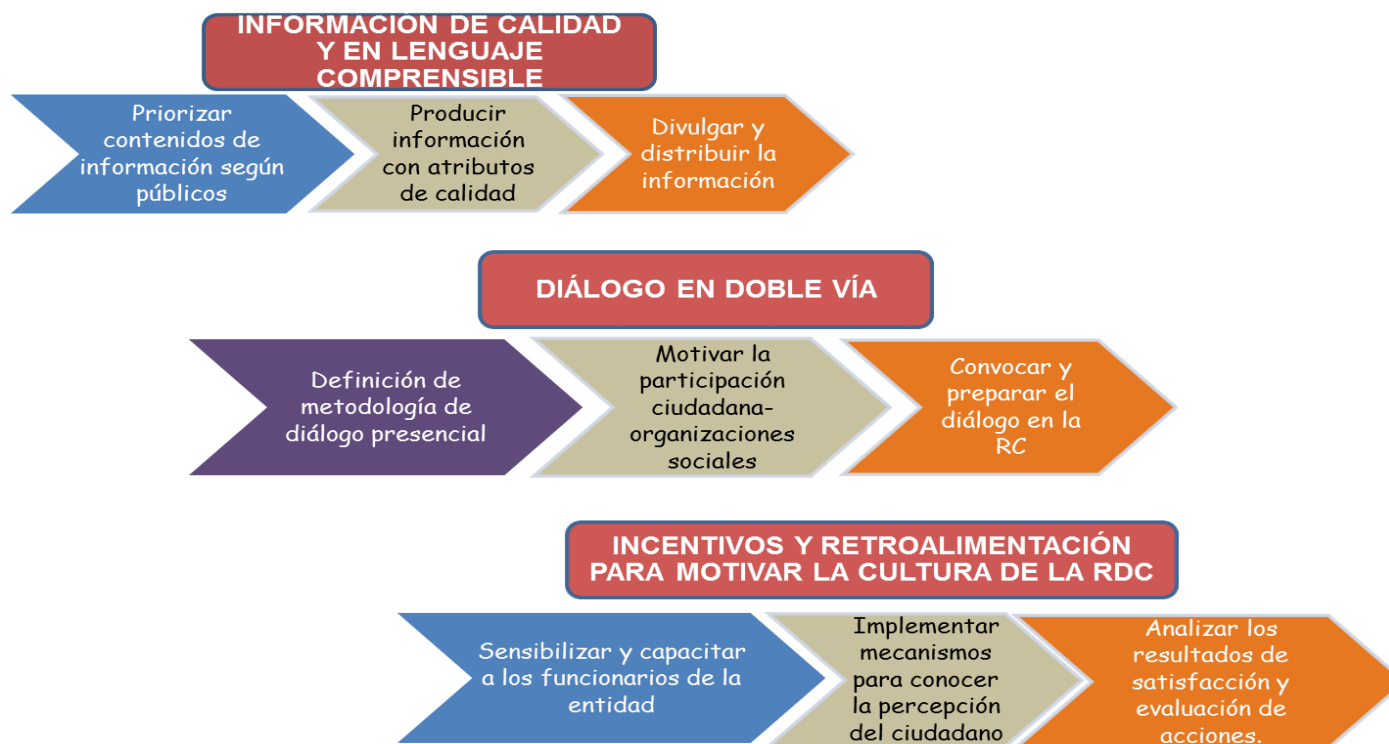 INFORMACIÓN DE CALIDAD
Y EN LENGUAJE
COMPRENSIBLE
Priorizar
contenidos de
información según
públicos
Producir
información
con atributos
de calidad
Divulgar y
distribuir la
información
DIÁLOGO EN DOBLE VÍA
Definición de
metodología de
diálogo presencial
Motivar la
participación
ciudadana-
organizaciones
sociales
Convocar y
preparar el
diálogo en la
RC
INCENTIVOS Y RETROALIMENTACIÓN
PARA MOTIVAR LA CULTURA DE LA RDC
Sensibilizar y capacitar
a los funcionarios de la
entidad
Implementar
mecanismos
para conocer
la percepción
del ciudadano
Analizar los
resultados de
satisfacción y
evaluación de
acciones.